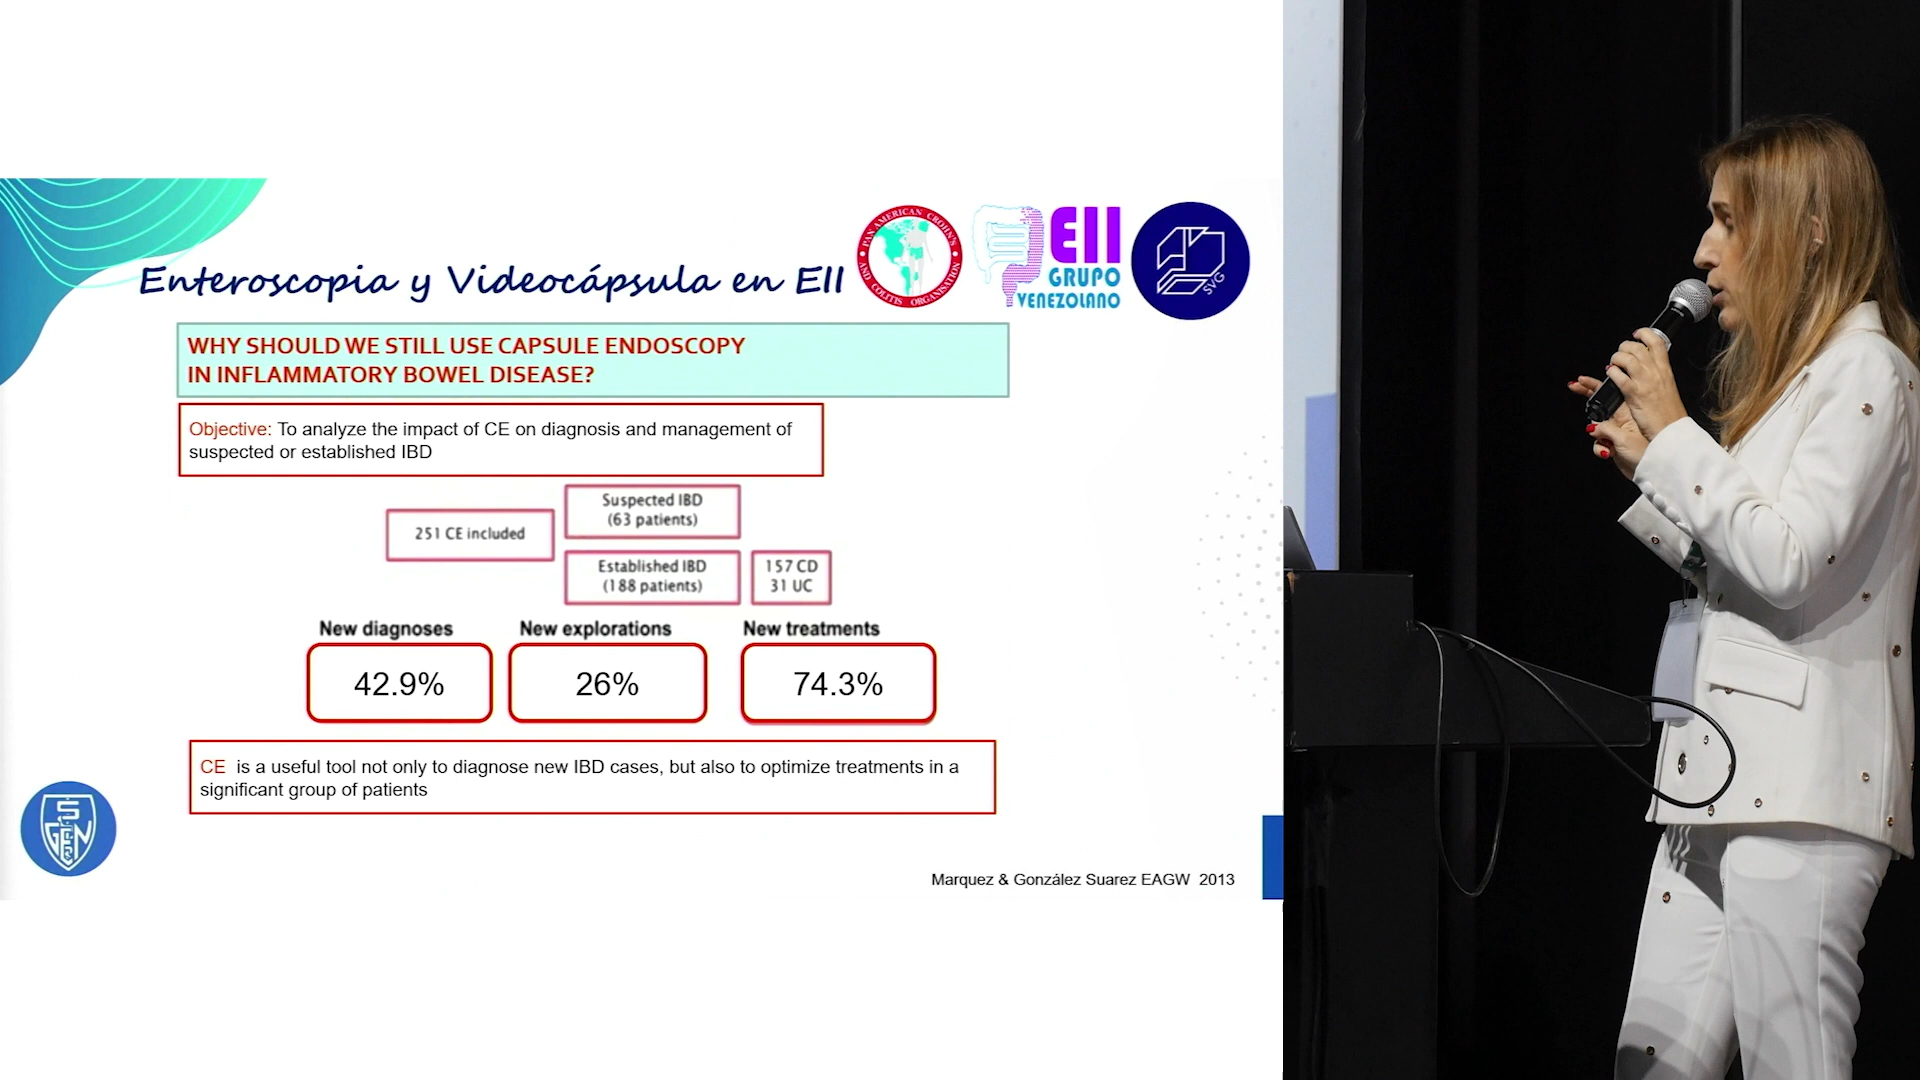 Enteroscopia y Videocápsula en EII
PAN AMERICAN CROHN'S
AND COLITIS ORGANISATION
EII
GRUPO
VENEZOLANO
SVG
WHY SHOULD WE STILL USE CAPSULE ENDOSCOPY
IN INFLAMMATORY BOWEL DISEASE?
Objective: To analyze the impact of CE on diagnosis and management of
suspected or established IBD
251 CE included
Suspected IBD
(63 patients)
Established IBD
(188 patients)
157 CD
31 UC
New diagnoses
New explorations
New treatments
42.9%
26%
74.3%
CE is a useful tool not only to diagnose new IBD cases, but also to optimize treatments in a
significant group of patients
Marquez & González Suarez EAGW 2013